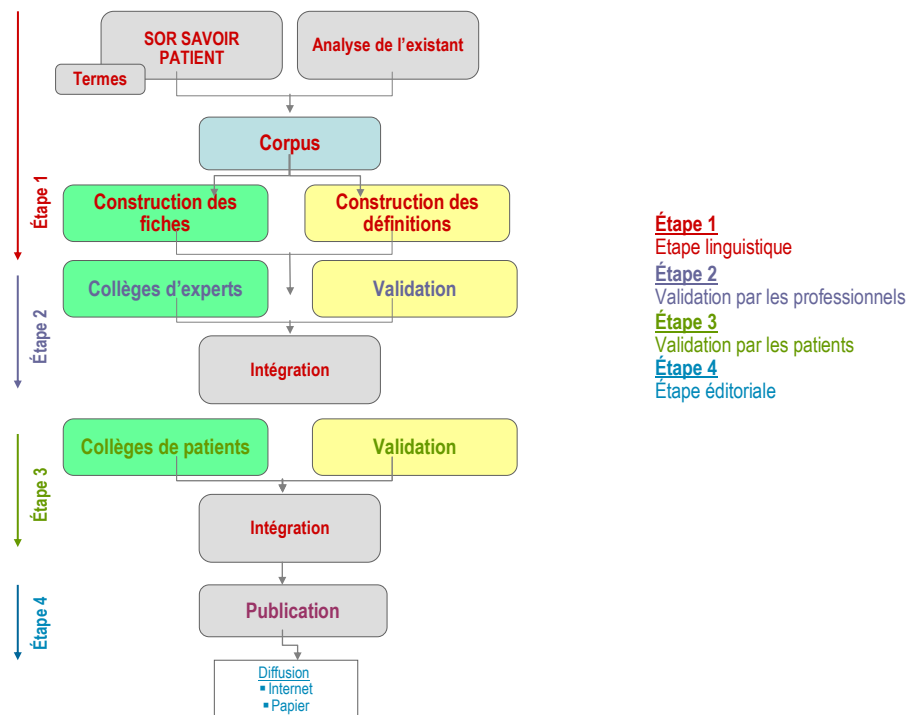 SOR SAVOIR
PATIENT
Analyse de l'existant
Termes
Corpus
Étape 1
Construction des
fiches
Construction des
définitions
Étape 2
Collèges d'experts
Validation
Intégration
Étape 3
Collèges de patients
Validation
Intégration
Étape 4
Publication
Diffusion
▪ Internet
▪ Papier
Étape 1
Etape linguistique
Étape 2
Validation par les professionnels
Étape 3
Validation par les patients
Étape 4
Étape éditoriale